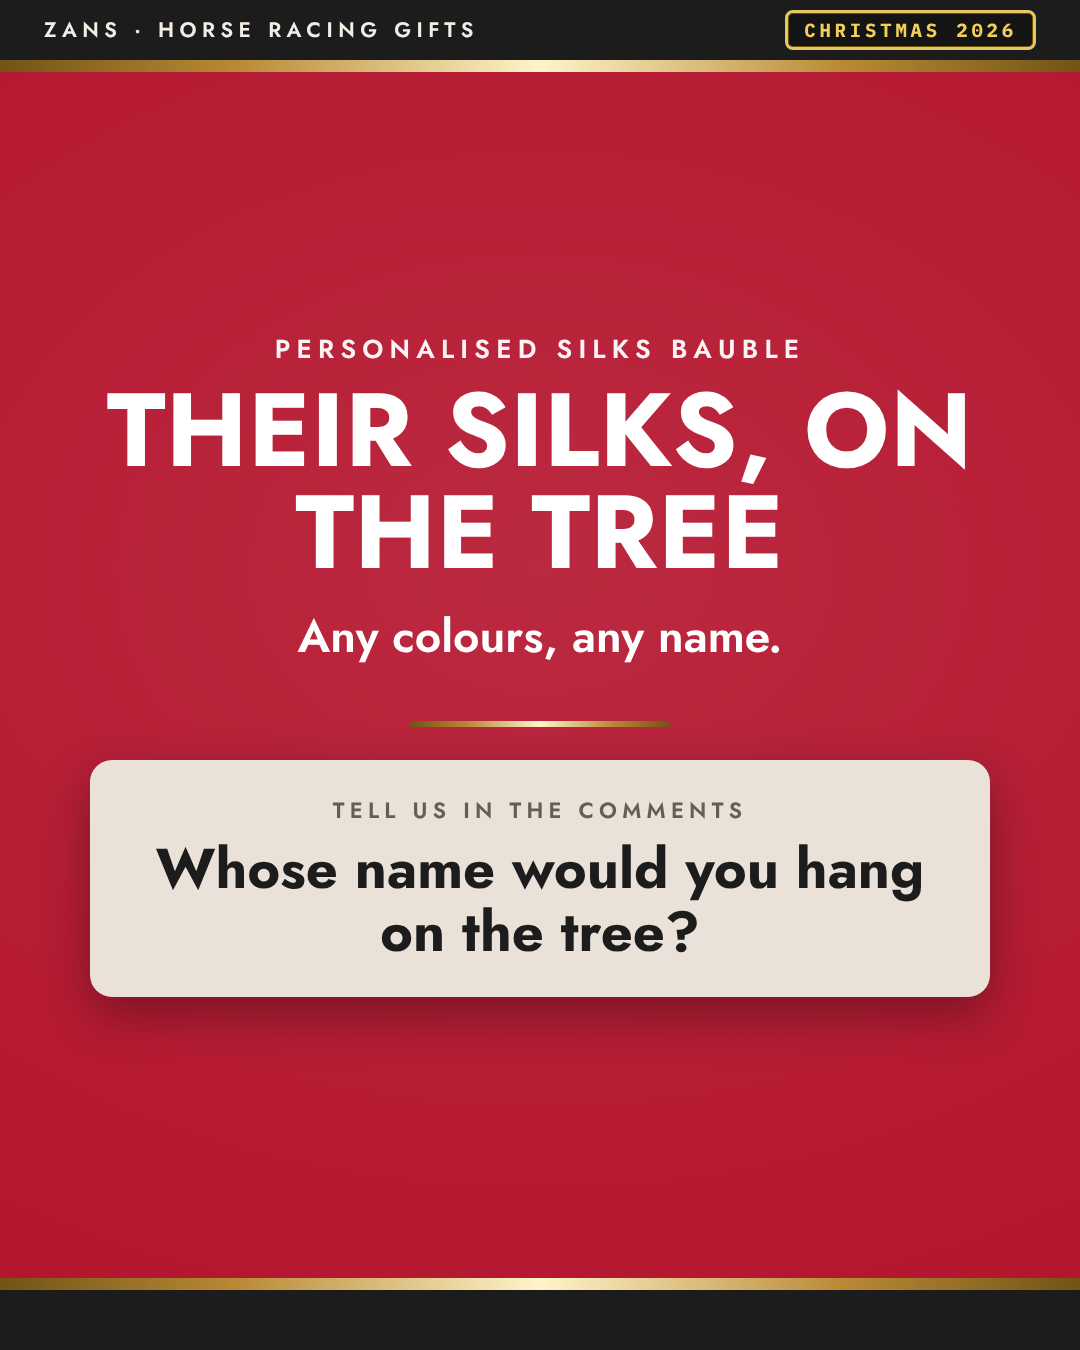 ZANS · HORSE RACING GIFTS
CHRISTMAS 2026
PERSONALISED SILKS BAUBLE
THEIR SILKS, ON
THE TREE
Any colours, any name.
TELL US IN THE COMMENTS
Whose name would you hang
on the tree?